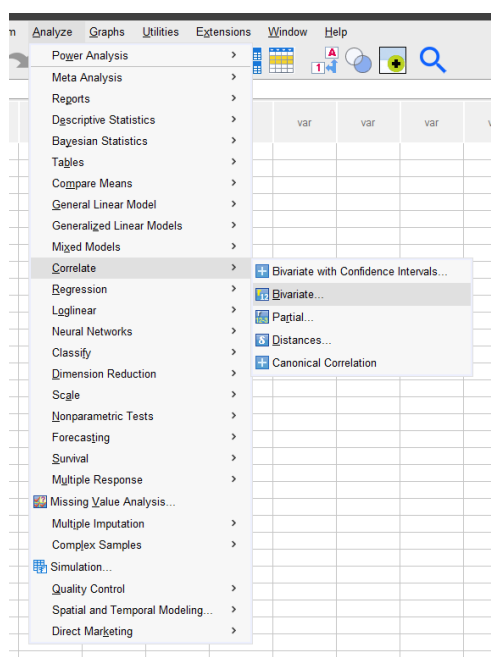 Analyze Graphs Utilities Extensions Window Help
Power Analysis
Meta Analysis
Reports
Descriptive Statistics
var var var
Bayesian Statistics
Tables
Compare Means
General Linear Model
Generalized Linear Models
Mixed Models
Correlate
Regression
Loglinear
Neural Networks
Classify
Dimension Reduction
Scale
Nonparametric Tests
Forecasting
Survival
Multiple Response
Missing Value Analysis...
Multiple Imputation
Complex Samples
Simulation...
Quality Control
Spatial and Temporal Modeling...
Direct Marketing
Bivariate with Confidence Intervals...
Bivariate...
Partial...
Distances...
Canonical Correlation